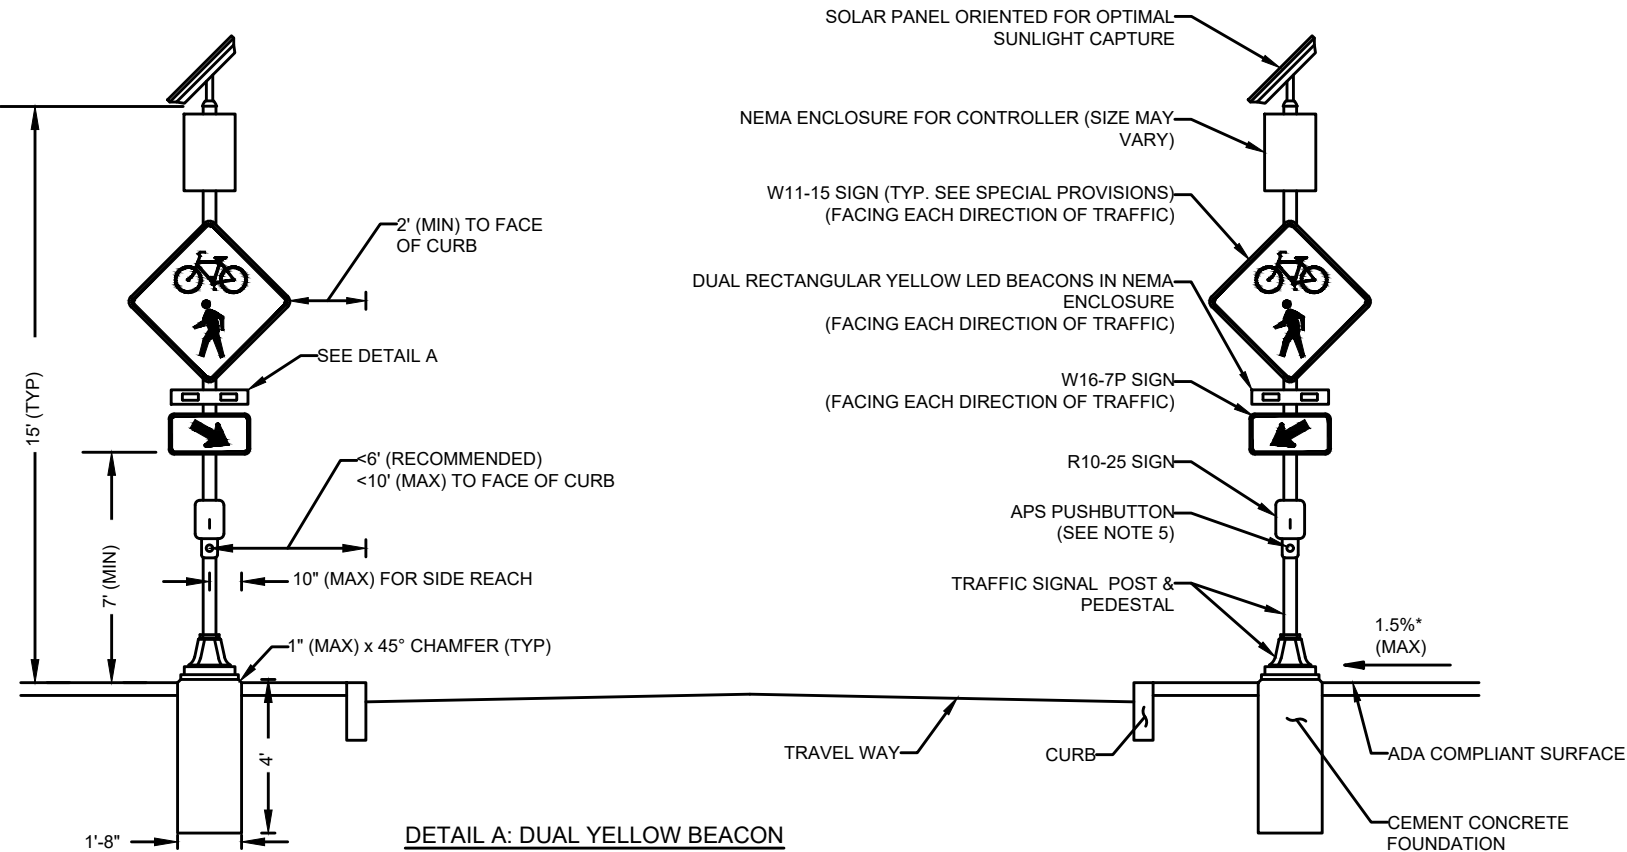 SOLAR PANEL ORIENTED FOR OPTIMAL
SUNLIGHT CAPTURE
NEMA ENCLOSURE FOR CONTROLLER (SIZE MAY
VARY)
W11-15 SIGN (TYP. SEE SPECIAL PROVISIONS)
(FACING EACH DIRECTION OF TRAFFIC)
2' (MIN) TO FACE
OF CURB
DUAL RECTANGULAR YELLOW LED BEACONS IN NEMA
ENCLOSURE
(FACING EACH DIRECTION OF TRAFFIC)
SEE DETAIL A
W16-7P SIGN
(FACING EACH DIRECTION OF TRAFFIC)
15' (TYP)
<6' (RECOMMENDED)
<10' (MAX) TO FACE OF CURB
R10-25 SIGN
APS PUSHBUTTON
(SEE NOTE 5)
7' (MIN)
10" (MAX) FOR SIDE REACH
TRAFFIC SIGNAL POST &
PEDESTAL
1.5%*
(MAX)
1" (MAX) x 45° CHAMFER (TYP)
4'
TRAVEL WAY
CURB
ADA COMPLIANT SURFACE
1'-8"
DETAIL A: DUAL YELLOW BEACON
CEMENT CONCRETE
FOUNDATION